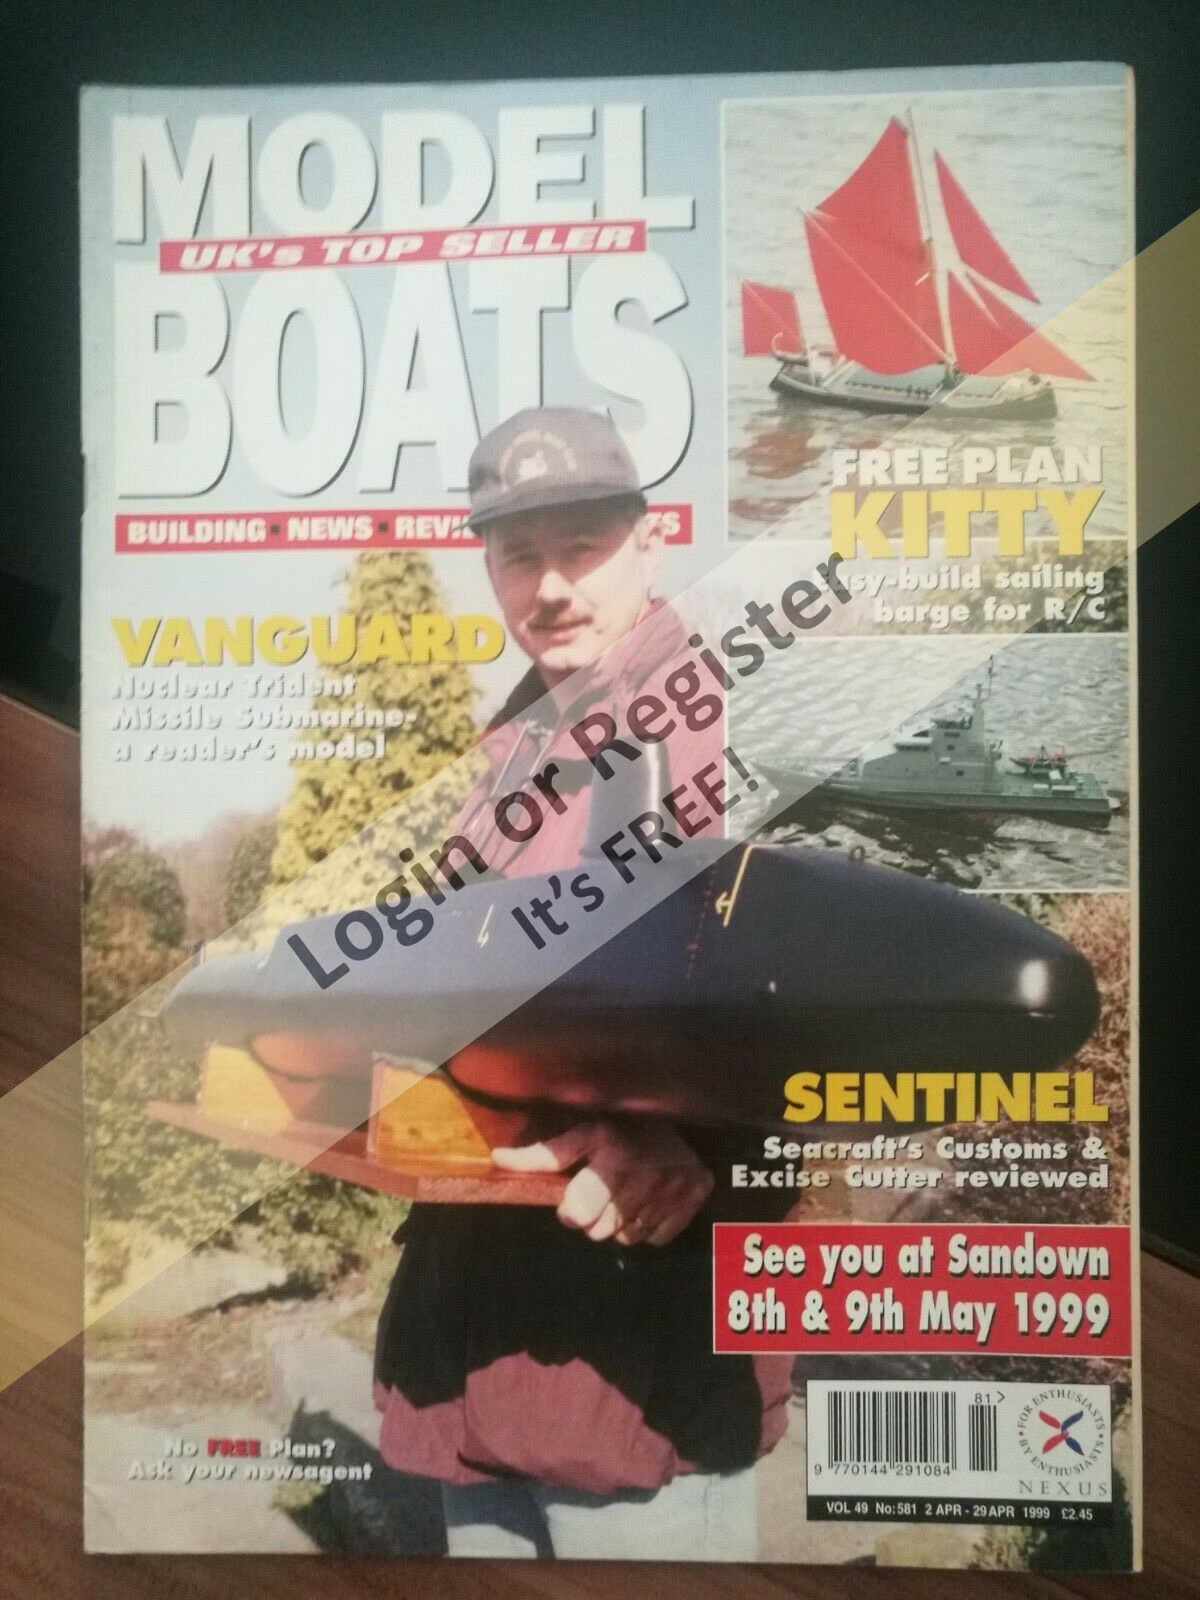 MODEL
UK's TOP SELLER
BOATS
BUILDING · NEWS ·
FREE PLAN
KITTY
Easy-build sailing
barge for R/C
VANGUARD
Nuclear Trident
Missile Submarine-
a reader's model
Login or Register
It's FREE!
SENTINEL
Seacraft's Customs &
Excise Cutter reviewed
See you at Sandown
8th & 9th May 1999
No FREE Plan?
Ask your newsagent
81>
9 770144 291084
FOR ENTHUSIASTS · BY ENTHUSIASTS ·
NEXUS
VOL 49 No: 581 2 APR - 29 APR 1999 £2.45